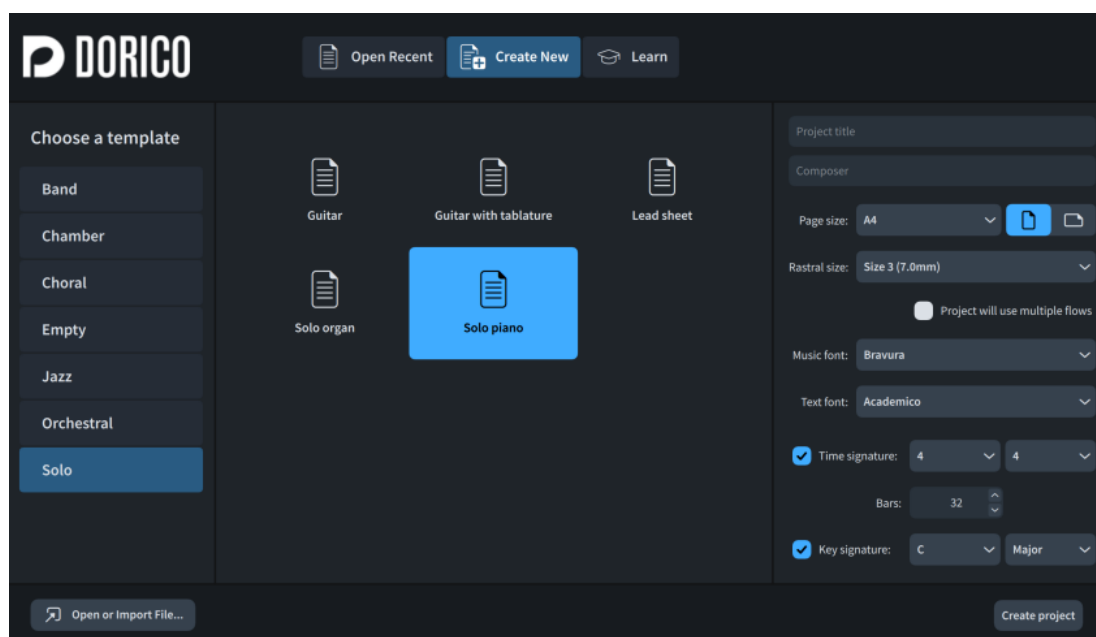 DORICO
Open Recent
Create New
Learn
Choose a template
Band
Chamber
Choral
Empty
Jazz
Orchestral
Solo
Guitar
Guitar with tablature
Lead sheet
Solo organ
Solo piano
Project title
Composer
Page size: A4
Rastral size: Size 3 (7.0mm)
Project will use multiple flows
Music font: Bravura
Text font: Academico
Time signature: 4 4
Bars: 32
Key signature: C Major
Open or Import File...
Create project